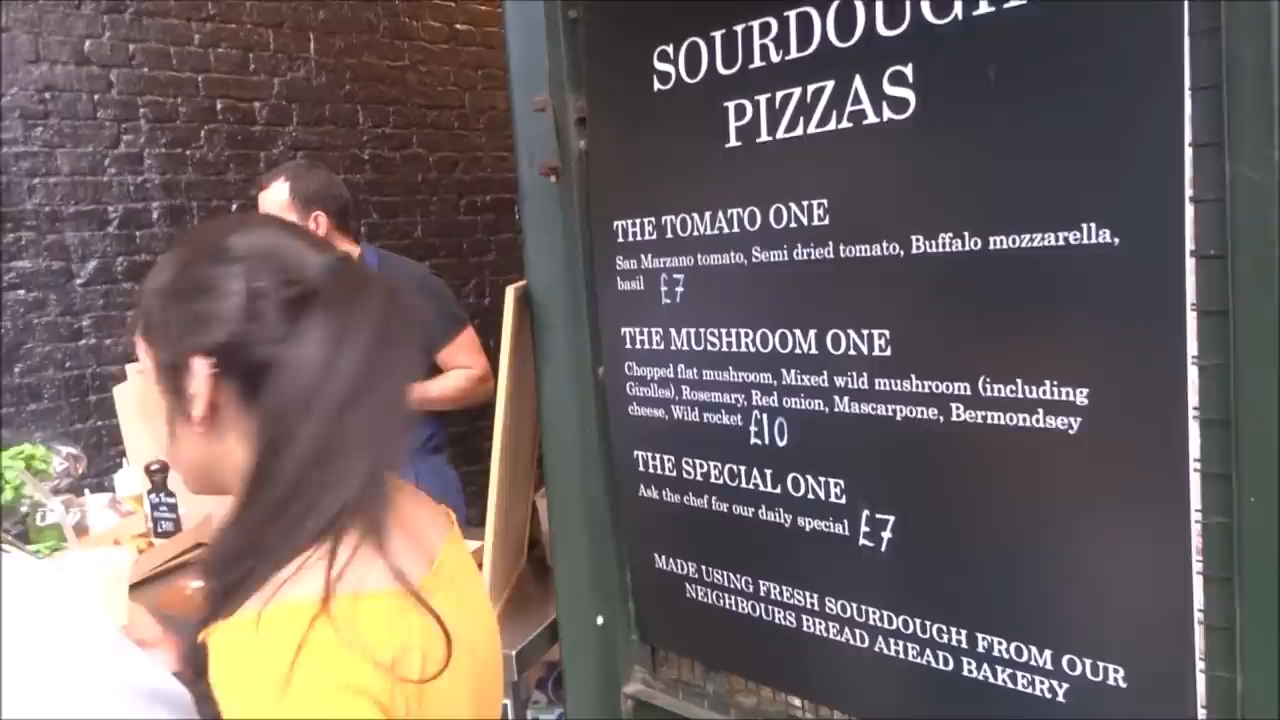 SOURDOUGH
PIZZAS
THE TOMATO ONE
San Marzano tomato, Semi dried tomato, Buffalo mozzarella,
basil £7
THE MUSHROOM ONE
Chopped flat mushroom, Mixed wild mushroom (including
Girolles), Rosemary, Red onion, Mascarpone, Bermondsey
cheese, Wild rocket £10
THE SPECIAL ONE
Ask the chef for our daily special £7
MADE USING FRESH SOURDOUGH FROM OUR
NEIGHBOURS BREAD AHEAD BAKERY